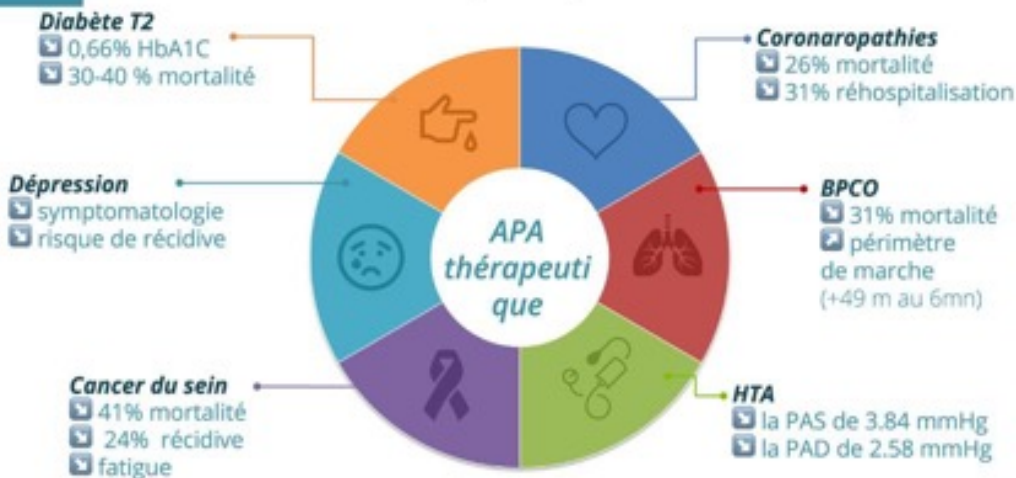 Diabète T2
↘ 0,66% HbA1C
↘ 30-40 % mortalité
Coronaropathies
↘ 26% mortalité
↘ 31% réhospitalisation
Dépression
↘ symptomatologie
↘ risque de récidive
APA
thérapeuti
que
BPCO
↘ 31% mortalité
↗ périmètre
de marche
(+49 m au 6mn)
Cancer du sein
↘ 41% mortalité
↘ 24% récidive
↘ fatigue
HTA
↘ la PAS de 3.84 mmHg
↘ la PAD de 2.58 mmHg